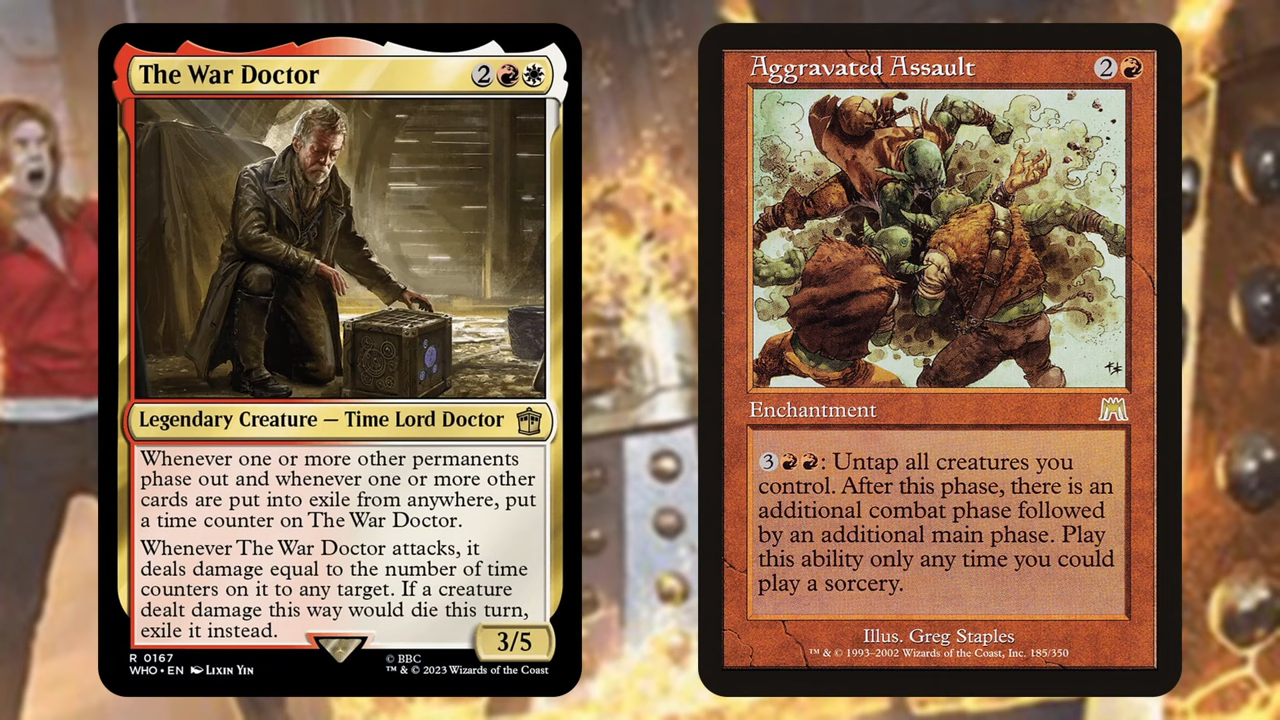 The War Doctor 2
Legendary Creature — Time Lord Doctor
Whenever one or more other permanents
phase out and whenever one or more other
cards are put into exile from anywhere, put
a time counter on The War Doctor.
Whenever The War Doctor attacks, it
deals damage equal to the number of time
counters on it to any target. If a creature
dealt damage this way would die this turn,
exile it instead.
3/5
R 0167
WHO • EN Lixin Yin
© BBC
™ & © 2023 Wizards of the Coast
Aggravated Assault 2
Enchantment
3: Untap all creatures you
control. After this phase, there is an
additional combat phase followed
by an additional main phase. Play
this ability only any time you could
play a sorcery.
Illus. Greg Staples
™ & © 1993–2002 Wizards of the Coast, Inc. 185/350